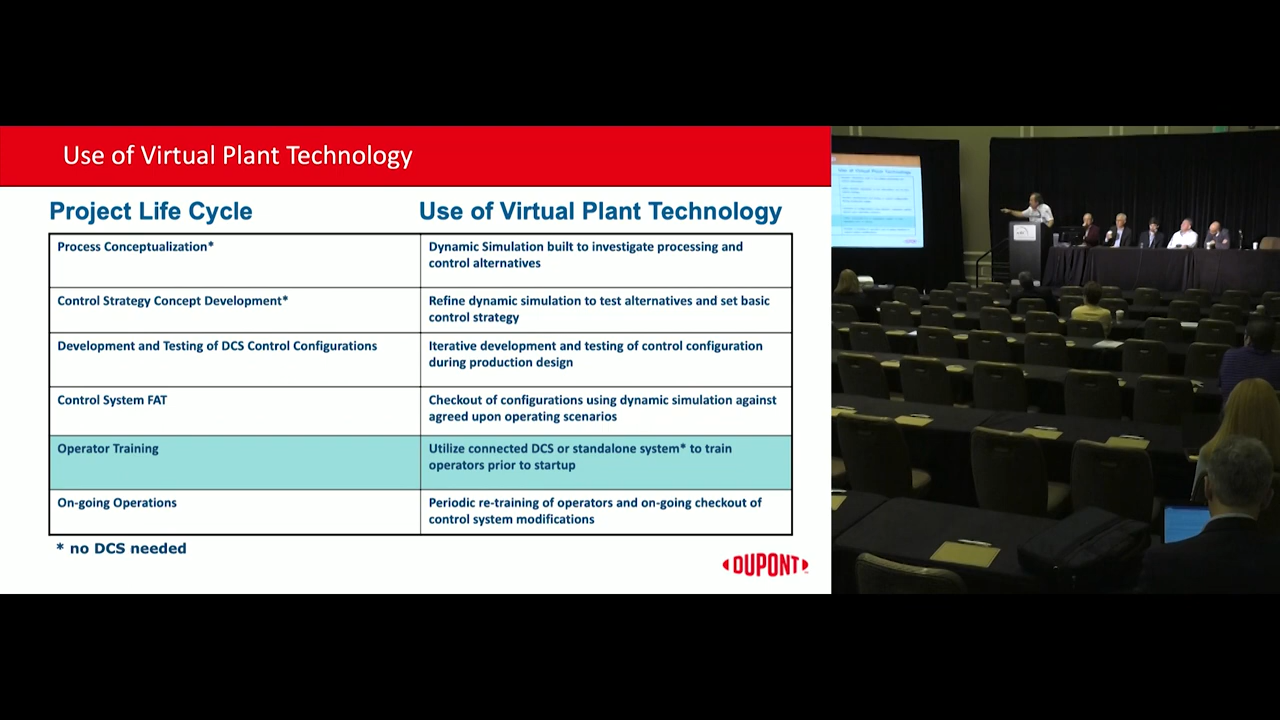 Use of Virtual Plant Technology
Project Life Cycle
Use of Virtual Plant Technology
Process Conceptualization*
Dynamic Simulation built to investigate processing and
control alternatives
Control Strategy Concept Development*
Refine dynamic simulation to test alternatives and set basic
control strategy
Development and Testing of DCS Control Configurations
Iterative development and testing of control configuration
during production design
Control System FAT
Checkout of configurations using dynamic simulation against
agreed upon operating scenarios
Operator Training
Utilize connected DCS or standalone system* to train
operators prior to startup
On-going Operations
Periodic re-training of operators and on-going checkout of
control system modifications
* no DCS needed
DUPONT
Use of Virtual Plant Technology